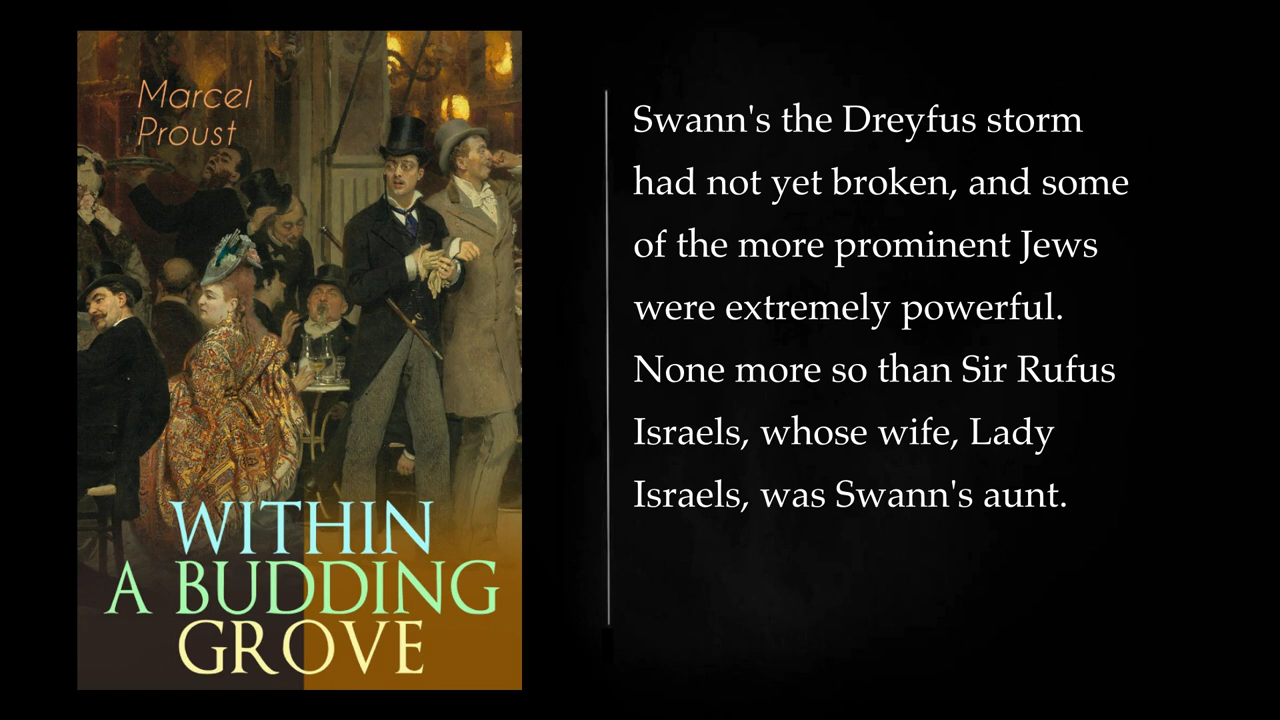 Marcel
Proust
WITHIN
A BUDDING
GROVE
Swann's the Dreyfus storm
had not yet broken, and some
of the more prominent Jews
were extremely powerful.
None more so than Sir Rufus
Israels, whose wife, Lady
Israels, was Swann's aunt.